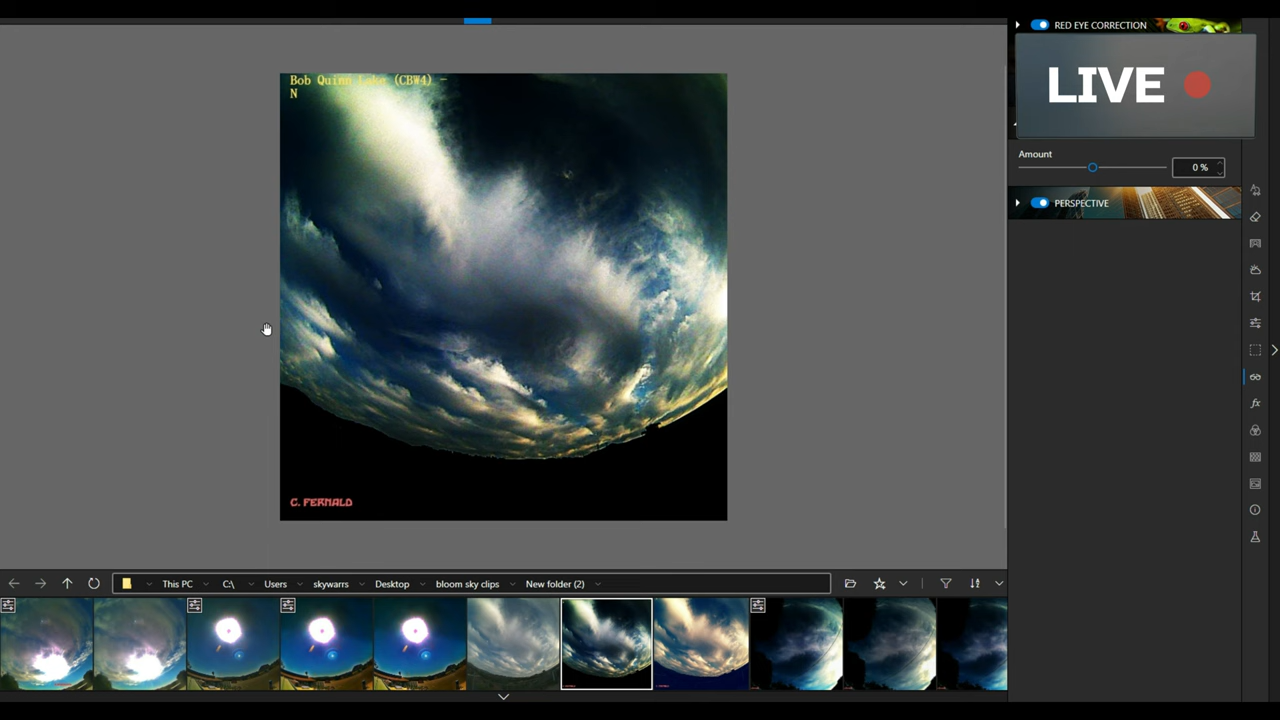 RED EYE CORRECTION
LIVE
Bob Quinn Lake (CBW4) -
N
Amount
0 %
PERSPECTIVE
C. FERNALD
This PC
C:\
Users
skywarrs
Desktop
bloom sky clips
New folder (2)
fx